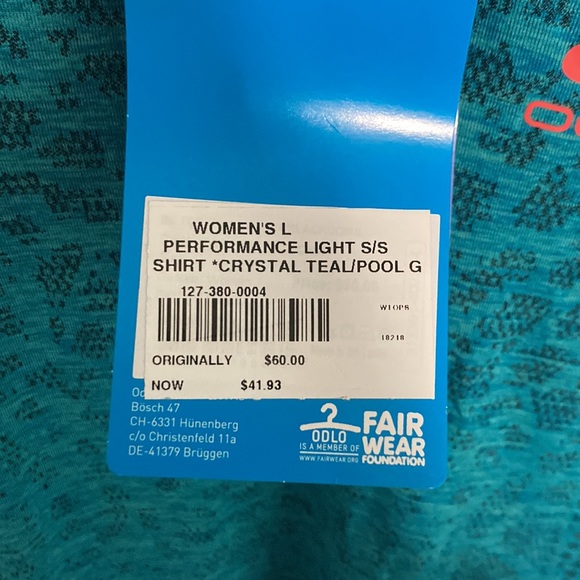 WOMEN'S L
PERFORMANCE LIGHT S/S
SHIRT *CRYSTAL TEAL/POOL G
127-380-0004
WTOPS
18218
ORIGINALLY $60.00
NOW $41.93
Bösch 47
CH-6331 Hünenberg
c/o Christenfeld 11a
DE-41379 Brüggen
ODLO
IS A MEMBER OF
WWW.FAIRWEAR.ORG
FAIR
WEAR
FOUNDATION